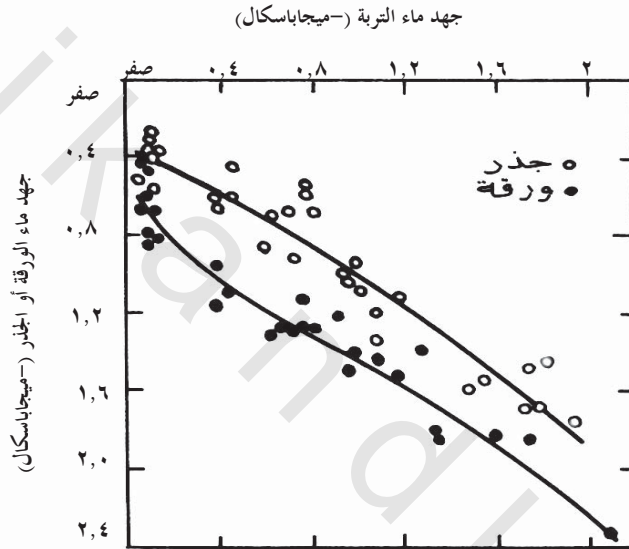 جهد ماء التربة (–ميجاباسكال)
صفر ٠,٤ ٠,٨ ١,٢ ١,٦ ٢
صفر
٠,٤
٠,٨
١,٢
١,٦
٢,٠
٢,٤
جهد ماء الورقة أو الجذر (–ميجاباسكال)
جذر
ورقة